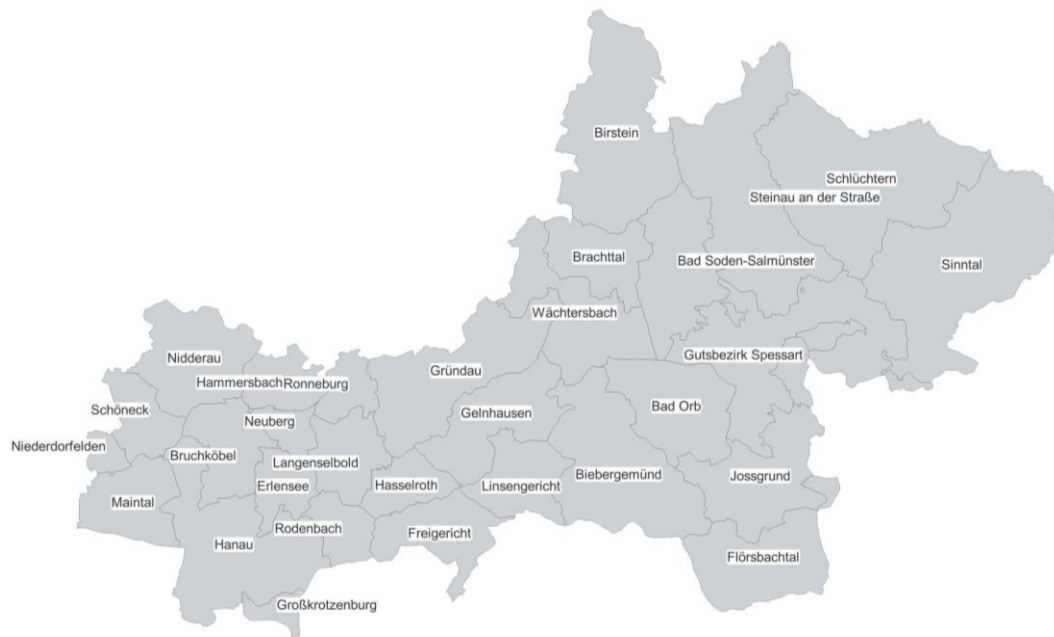 Birstein
Schlüchtern
Steinau an der Straße
Brachttal
Bad Soden-Salmünster
Sinntal
Wächtersbach
Nidderau
Gutsbezirk Spessart
Gründau
Hammersbach
Ronneburg
Schöneck
Gelnhausen
Bad Orb
Neuberg
Niederdorfelden
Bruchköbel
Langenselbold
Biebergemünd
Jossgrund
Erlensee
Hasselroth
Linsengericht
Maintal
Rodenbach
Freigericht
Hanau
Flörsbachtal
Großkrotzenburg